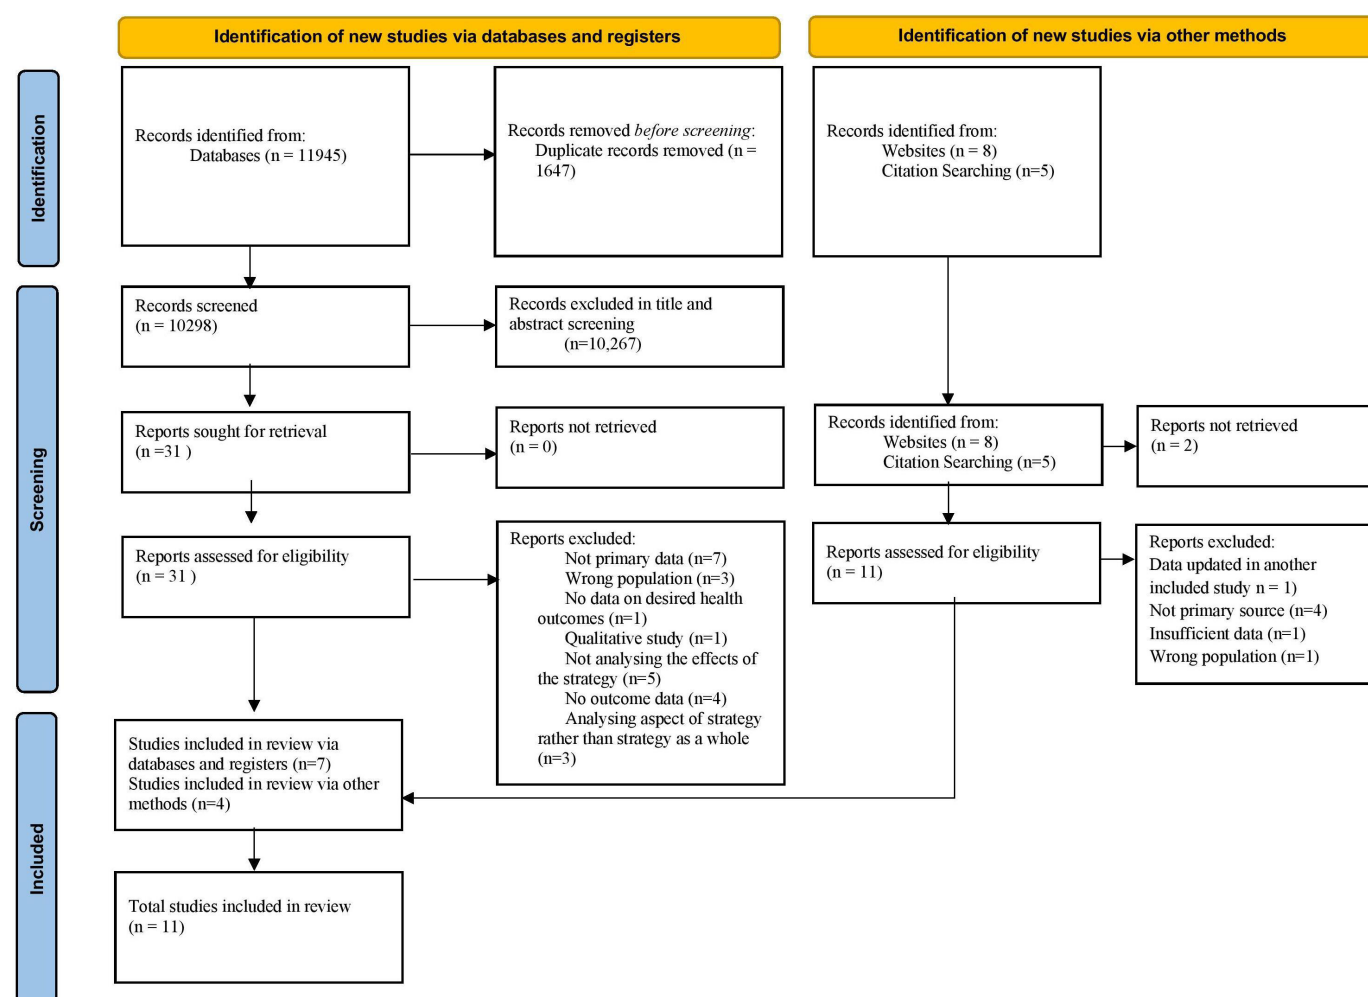 Identification of new studies via databases and registers
Identification of new studies via other methods
Identification
Records identified from:
Databases (n = 11945)
Records removed before screening:
Duplicate records removed (n =
1647)
Records identified from:
Websites (n = 8)
Citation Searching (n=5)
Screening
Records screened
(n = 10298)
Records excluded in title and
abstract screening
(n=10,267)
Reports sought for retrieval
(n =31 )
Reports not retrieved
(n = 0)
Records identified from:
Websites (n = 8)
Citation Searching (n=5)
Reports not retrieved
(n = 2)
Reports assessed for eligibility
(n = 31 )
Reports excluded:
Not primary data (n=7)
Wrong population (n=3)
No data on desired health
outcomes (n=1)
Qualitative study (n=1)
Not analysing the effects of
the strategy (n=5)
No outcome data (n=4)
Analysing aspect of strategy
rather than strategy as a whole
(n=3)
Reports assessed for eligibility
(n = 11)
Reports excluded:
Data updated in another
included study n = 1)
Not primary source (n=4)
Insufficient data (n=1)
Wrong population (n=1)
Included
Studies included in review via
databases and registers (n=7)
Studies included in review via other
methods (n=4)
Total studies included in review
(n = 11)